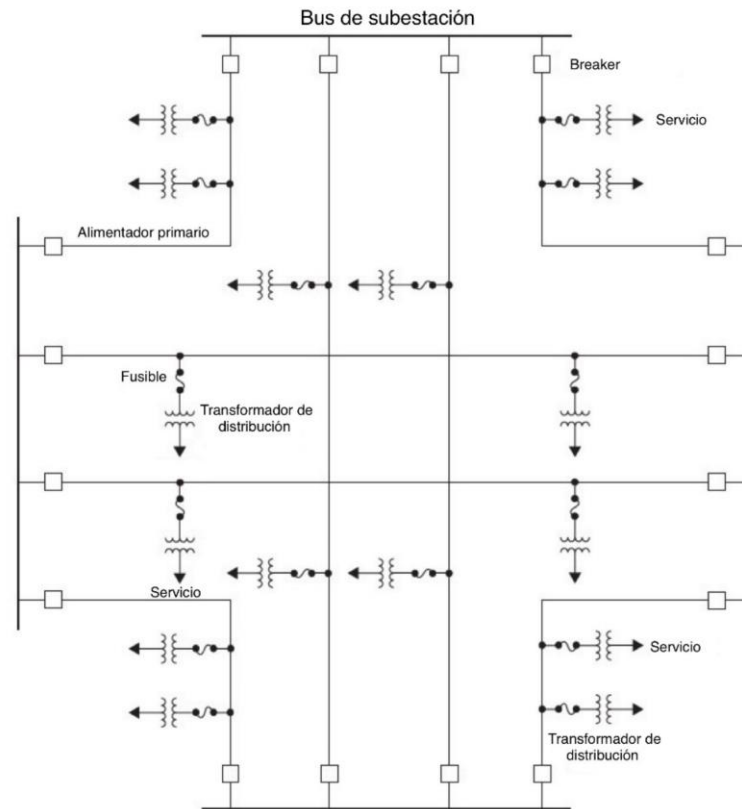 Bus de subestación
Breaker
Servicio
Alimentador primario
Fusible
Transformador de
distribución
Servicio
Servicio
Transformador de
distribución